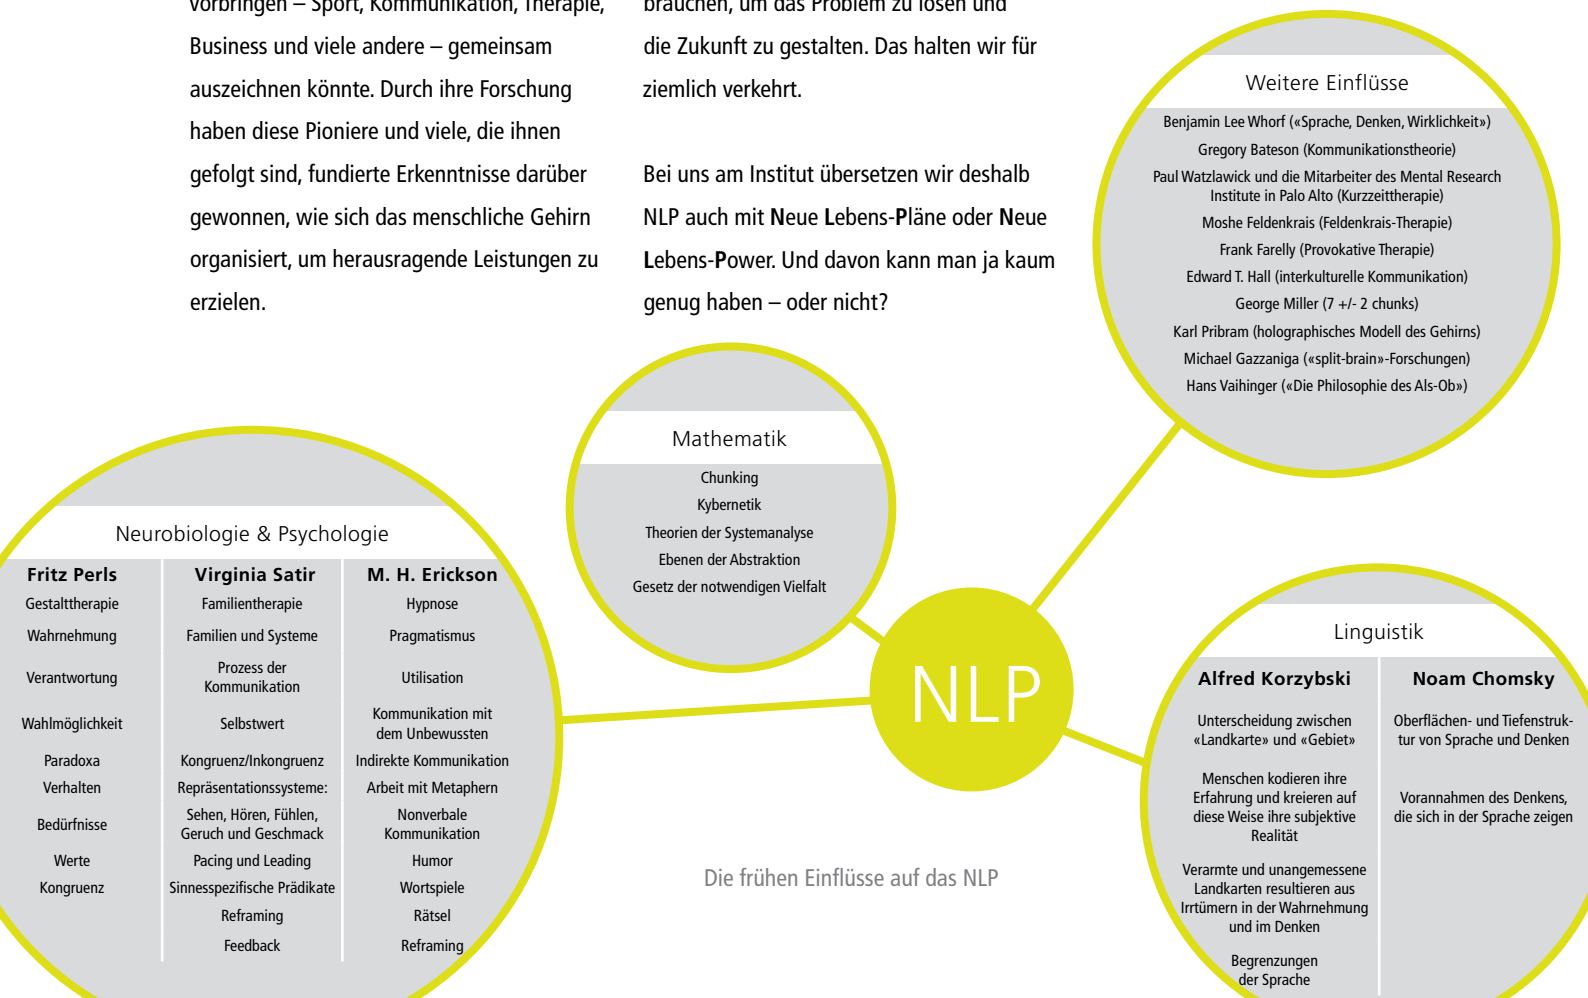 vorbringen – Sport, Kommunikation, Therapie,
Business und viele andere – gemeinsam
auszeichnen könnte. Durch ihre Forschung
haben diese Pioniere und viele, die ihnen
gefolgt sind, fundierte Erkenntnisse darüber
gewonnen, wie sich das menschliche Gehirn
organisiert, um herausragende Leistungen zu
erzielen.
brauchen, um das Problem zu lösen und
die Zukunft zu gestalten. Das halten wir für
ziemlich verkehrt.
Bei uns am Institut übersetzen wir deshalb
NLP auch mit Neue Lebens-Pläne oder Neue
Lebens-Power. Und davon kann man ja kaum
genug haben – oder nicht?
Weitere Einflüsse
Benjamin Lee Whorf («Sprache, Denken, Wirklichkeit»)
Gregory Bateson (Kommunikationstheorie)
Paul Watzlawick und die Mitarbeiter des Mental Research
Institute in Palo Alto (Kurzzeittherapie)
Moshe Feldenkrais (Feldenkrais-Therapie)
Frank Farelly (Provokative Therapie)
Edward T. Hall (interkulturelle Kommunikation)
George Miller (7 +/- 2 chunks)
Karl Pribram (holographisches Modell des Gehirns)
Michael Gazzaniga («split-brain»-Forschungen)
Hans Vaihinger («Die Philosophie des Als-Ob»)
Mathematik
Chunking
Kybernetik
Theorien der Systemanalyse
Ebenen der Abstraktion
Gesetz der notwendigen Vielfalt
Neurobiologie & Psychologie
Fritz Perls
Gestalttherapie
Wahrnehmung
Verantwortung
Wahlmöglichkeit
Paradoxa
Verhalten
Bedürfnisse
Werte
Kongruenz
Virginia Satir
Familientherapie
Familien und Systeme
Prozess der
Kommunikation
Selbstwert
Kongruenz/Inkongruenz
Repräsentationssysteme:
Sehen, Hören, Fühlen,
Geruch und Geschmack
Pacing und Leading
Sinnesspezifische Prädikate
Reframing
Feedback
M. H. Erickson
Hypnose
Pragmatismus
Utilisation
Kommunikation mit
dem Unbewussten
Indirekte Kommunikation
Arbeit mit Metaphern
Nonverbale
Kommunikation
Humor
Wortspiele
Rätsel
Reframing
NLP
Linguistik
Alfred Korzybski
Unterscheidung zwischen
«Landkarte» und «Gebiet»
Menschen kodieren ihre
Erfahrung und kreieren auf
diese Weise ihre subjektive
Realität
Verarmte und unangemessene
Landkarten resultieren aus
Irrtümern in der Wahrnehmung
und im Denken
Begrenzungen
der Sprache
Noam Chomsky
Oberflächen- und Tiefenstruk-
tur von Sprache und Denken
Vorannahmen des Denkens,
die sich in der Sprache zeigen
Die frühen Einflüsse auf das NLP